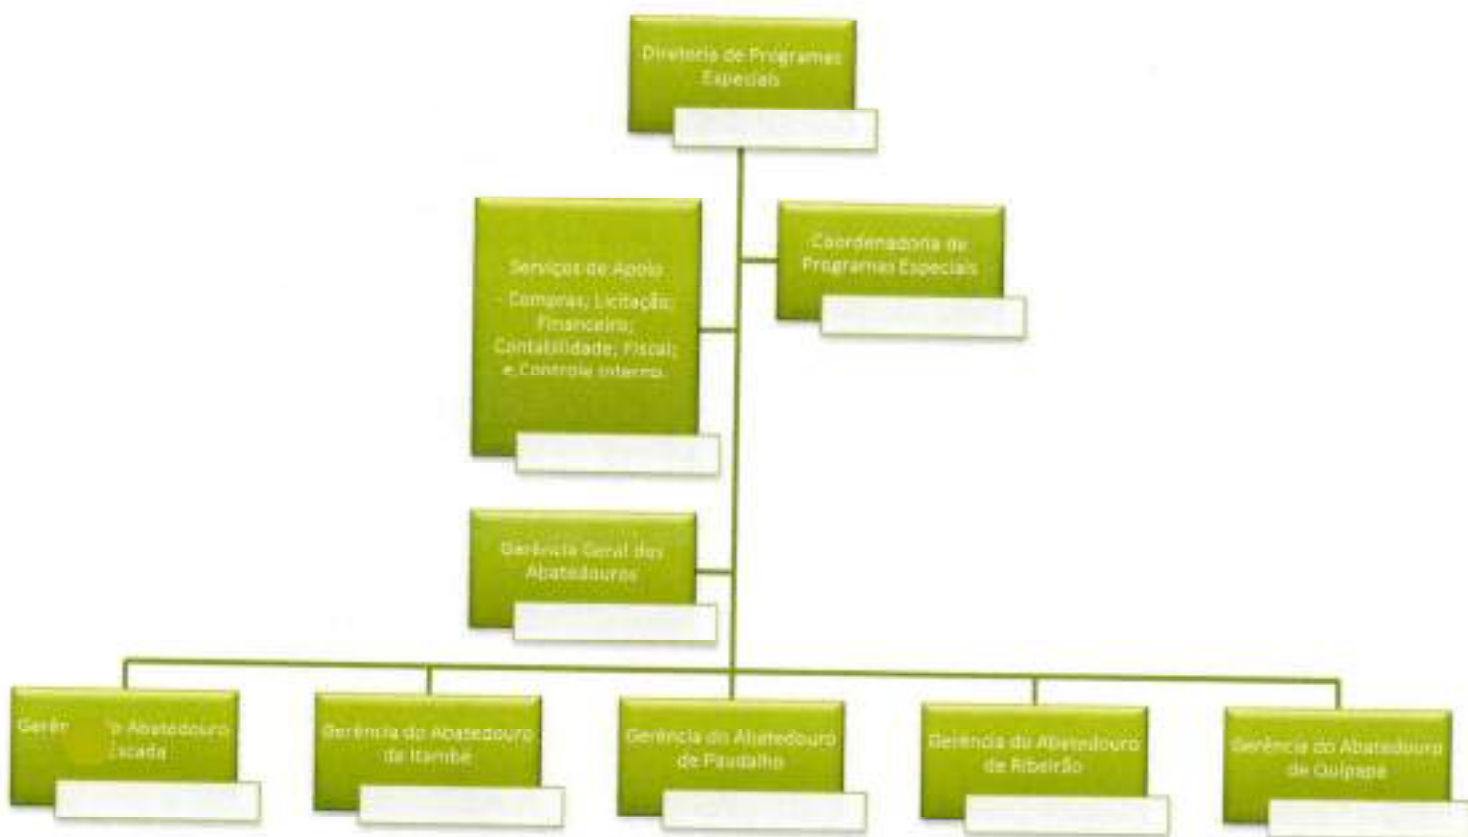 Diretoria de Programas
Especiais
Serviços de Apoio
- Compras, Licitação;
Financeiro;
Contabilidade, Fiscal;
e Controle Interno.
Coordenadoria de
Programas Especiais
Gerência Geral dos
Abatedouros
Abatedouro
Escada
Gerência do Abatedouro
de Itambé
Gerência do Abatedouro
de Paudalho
Gerência do Abatedouro
de Ribeirão
Gerência do Abatedouro
de Quipapá